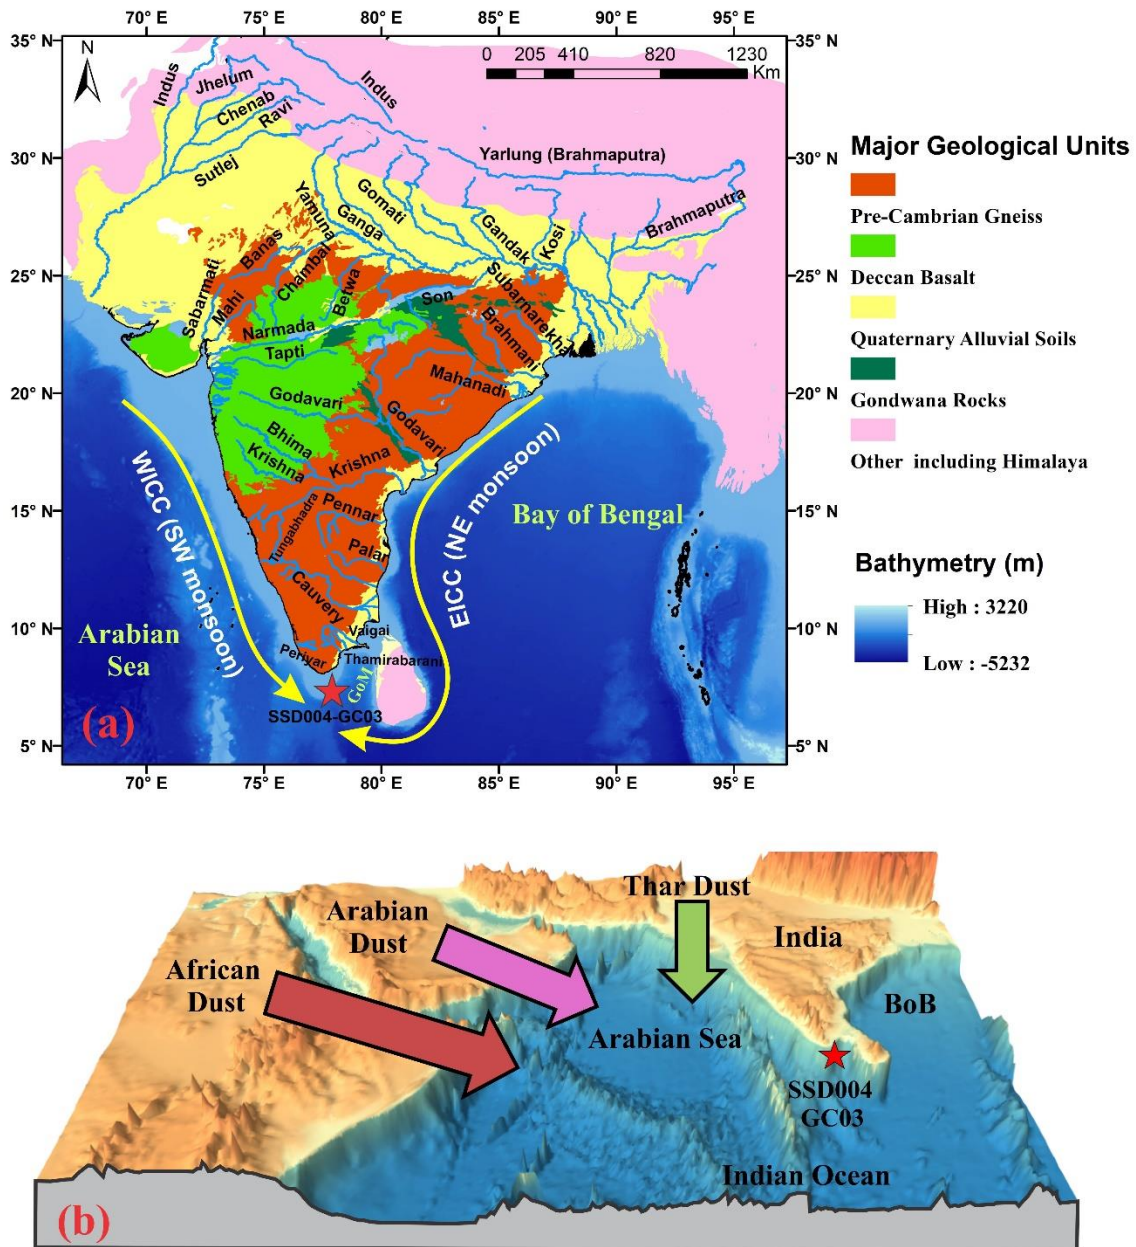 70° E 75° E 80° E 85° E 90° E 95° E
35° N
35° N
30° N
30° N
25° N
25° N
20° N
20° N
15° N
15° N
10° N
10° N
5° N
5° N
70° E 75° E 80° E 85° E 90° E 95° E
N
0 205 410 820 1230
Km
Indus
Jhelum
Chenab
Ravi
Indus
Sutlej
Yarlung (Brahmaputra)
Brahmaputra
Yamuna
Ganga
Gomati
Gandak
Kosi
Banas
Chambal
Betwa
Sabarmati
Mahi
Son
Subarnarekha
Brahmani
Narmada
Tapti
Mahanadi
Godavari
Godavari
Bhima
Krishna
Krishna
Tungabhadra
Pennar
Palar
Cauvery
Vaigai
Periyar
Thamirabarani
GoM
SSD004-GC03
WICC (SW monsoon)
EICC (NE monsoon)
Bay of Bengal
Arabian
Sea
(a)
Major Geological Units
Pre-Cambrian Gneiss
Deccan Basalt
Quaternary Alluvial Soils
Gondwana Rocks
Other including Himalaya
Bathymetry (m)
High : 3220
Low : -5232
Thar Dust
Arabian
Dust
African
Dust
India
BoB
Arabian Sea
SSD004
GC03
Indian Ocean
(b)